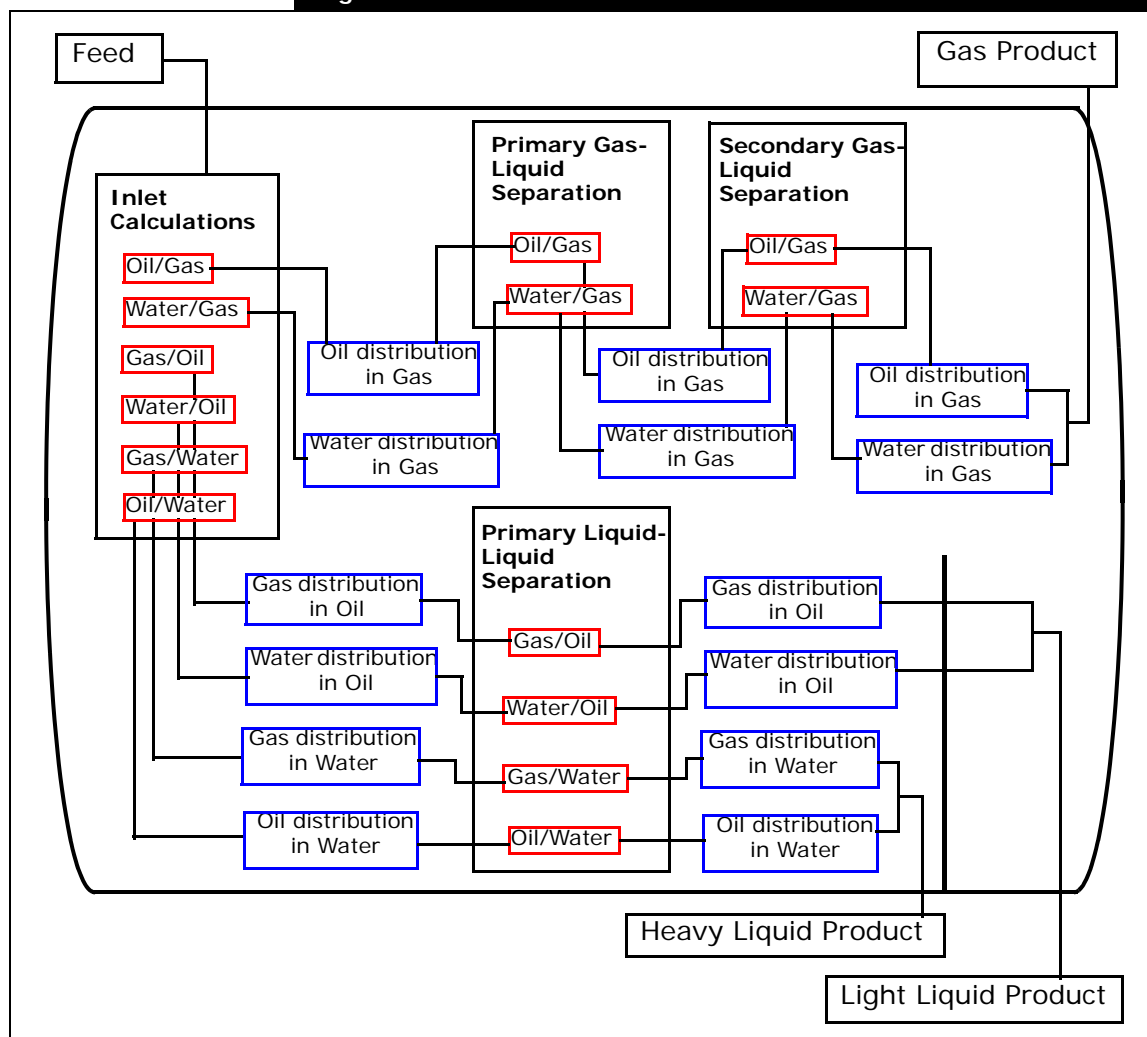 Feed
Gas Product
Primary Gas-
Liquid
Separation
Secondary Gas-
Liquid
Separation
Inlet
Calculations
Oil/Gas
Water/Gas
Gas/Oil
Water/Oil
Gas/Water
Oil/Water
Oil/Gas
Water/Gas
Oil/Gas
Water/Gas
Oil distribution
in Gas
Water distribution
in Gas
Oil distribution
in Gas
Water distribution
in Gas
Oil distribution
in Gas
Water distribution
in Gas
Primary Liquid-
Liquid
Separation
Gas distribution
in Oil
Water distribution
in Oil
Gas distribution
in Water
Oil distribution
in Water
Gas/Oil
Water/Oil
Gas/Water
Oil/Water
Gas distribution
in Oil
Water distribution
in Oil
Gas distribution
in Water
Oil distribution
in Water
Heavy Liquid Product
Light Liquid Product